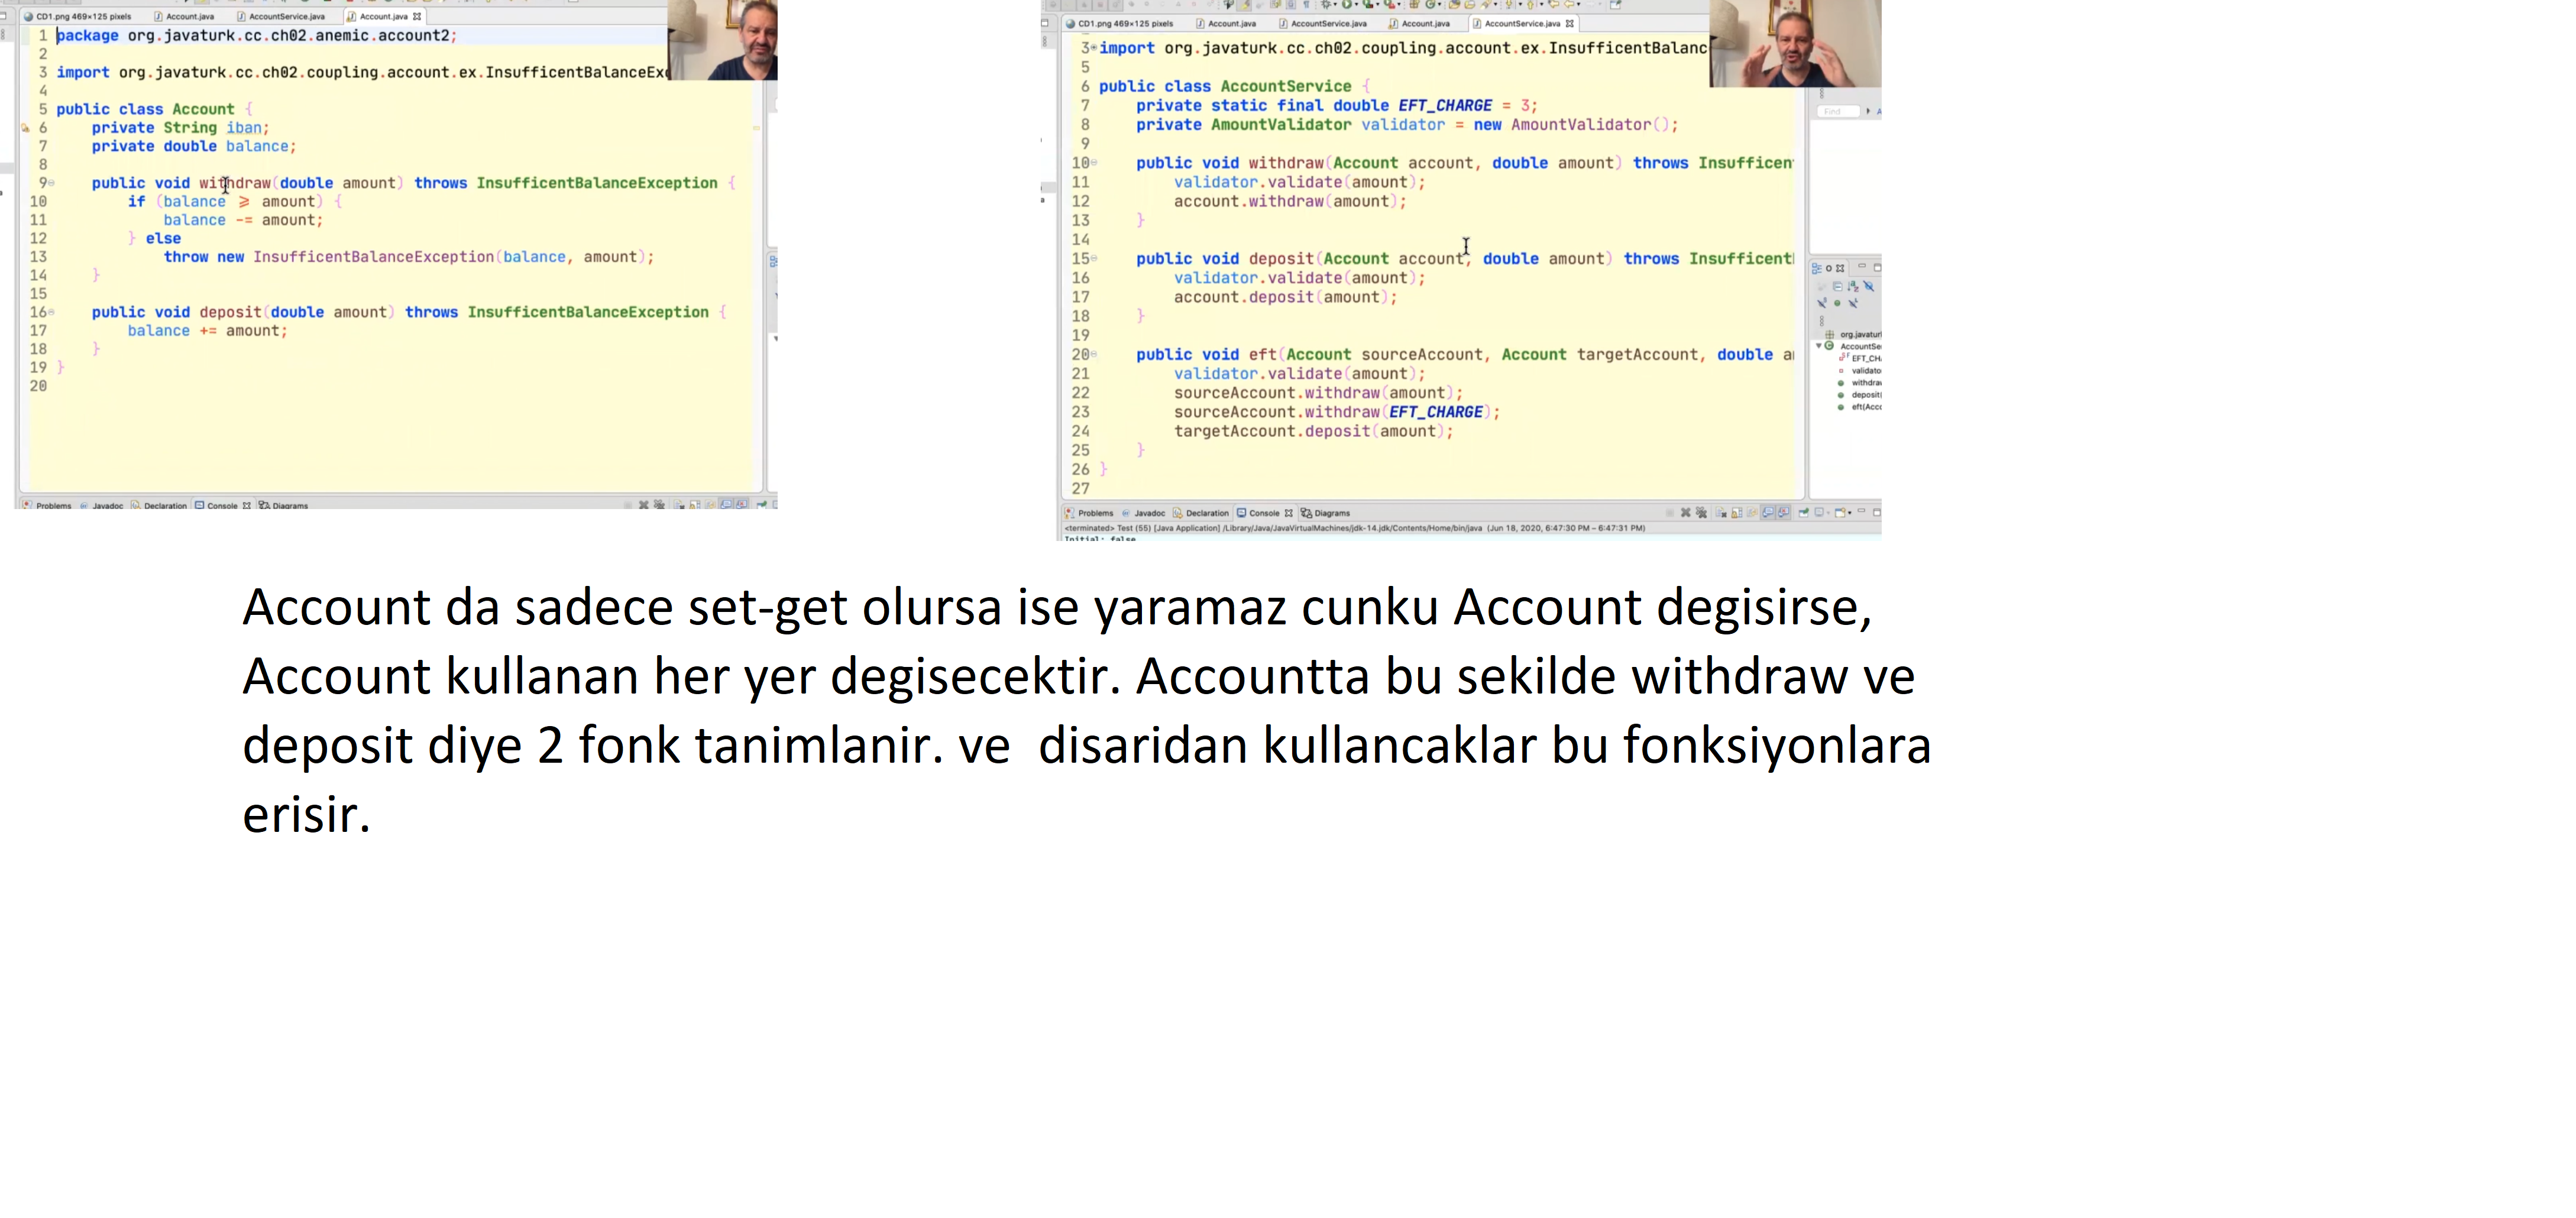 CD1.png 469×125 pixels
Account.java
AccountService.java
Account.java
1 package org.javaturk.cc.ch02.anemic.account2;
2
3 import org.javaturk.cc.ch02.coupling.account.ex.InsufficentBalanceEx
4
5 public class Account {
6 private String iban;
7 private double balance;
8
9 public void withdraw(double amount) throws InsufficentBalanceException {
10 if (balance ⩾ amount) {
11 balance -= amount;
12 } else
13 throw new InsufficentBalanceException(balance, amount);
14 }
15
16 public void deposit(double amount) throws InsufficentBalanceException {
17 balance += amount;
18 }
19 }
20
Problems Javadoc Declaration Console Diagrams
CD1.png 469×125 pixels
Account.java
AccountService.java
Account.java
AccountService.java
3 import org.javaturk.cc.ch02.coupling.account.ex.InsufficentBalanc
5
6 public class AccountService {
7 private static final double EFT_CHARGE = 3;
8 private AmountValidator validator = new AmountValidator();
9
10 public void withdraw(Account account, double amount) throws Insufficen
11 validator.validate(amount);
12 account.withdraw(amount);
13 }
14
15 public void deposit(Account account, double amount) throws Insufficent
16 validator.validate(amount);
17 account.deposit(amount);
18 }
19
20 public void eft(Account sourceAccount, Account targetAccount, double a
21 validator.validate(amount);
22 sourceAccount.withdraw(amount);
23 sourceAccount.withdraw(EFT_CHARGE);
24 targetAccount.deposit(amount);
25 }
26 }
27
Find
org.javatur
AccountSe
EFT_CH
validato
withdra
deposit
eft(Acc
Problems Javadoc Declaration Console Diagrams
<terminated> Test (55) [Java Application] /Library/Java/JavaVirtualMachines/jdk-14.jdk/Contents/Home/bin/java (Jun 18, 2020, 6:47:30 PM – 6:47:31 PM)
Initial: false
Account da sadece set-get olursa ise yaramaz cunku Account degisirse,
Account kullanan her yer degisecektir. Accountta bu sekilde withdraw ve
deposit diye 2 fonk tanimlanir. ve  disaridan kullancaklar bu fonksiyonlara
erisir.